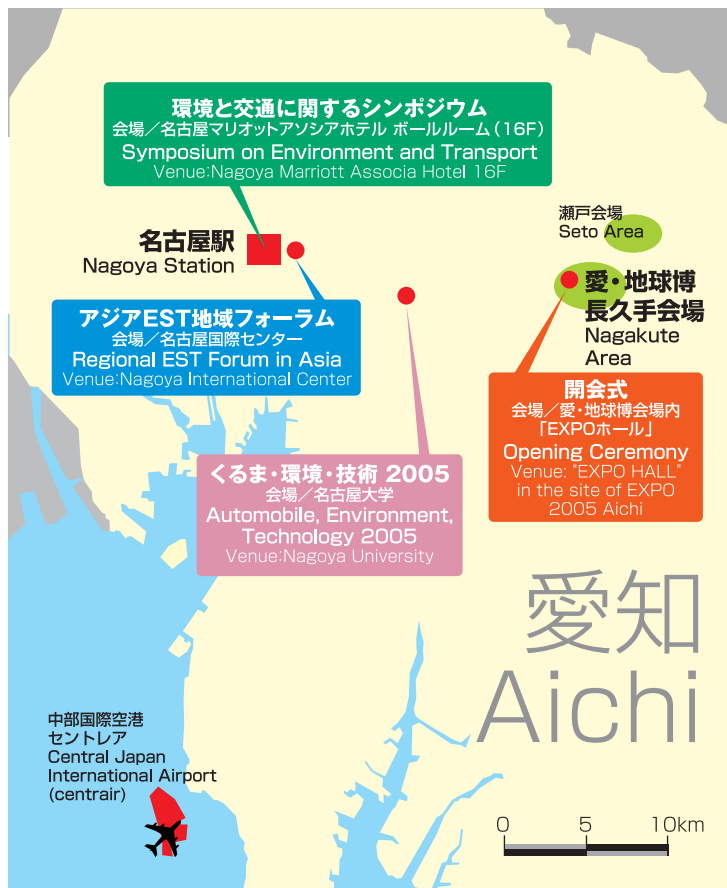 環境と交通に関するシンポジウム
会場／名古屋マリオットアソシアホテル ボールルーム（16F）
Symposium on Environment and Transport
Venue:Nagoya Marriott Associa Hotel 16F
瀬戸会場
Seto Area
名古屋駅
Nagoya Station
愛・地球博
長久手会場
Nagakute
Area
アジアEST地域フォーラム
会場／名古屋国際センター
Regional EST Forum in Asia
Venue:Nagoya International Center
開会式
会場／愛・地球博会場内
「EXPOホール」
Opening Ceremony
Venue: "EXPO HALL"
in the site of EXPO
2005 Aichi
くるま・環境・技術 2005
会場／名古屋大学
Automobile, Environment,
Technology 2005
Venue:Nagoya University
愛知
Aichi
中部国際空港
セントレア
Central Japan
International Airport
(centrair)
0 5 10km